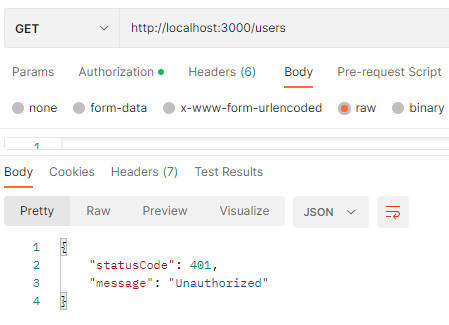 GET http://localhost:3000/users
Params Authorization Headers (6) Body Pre-request Script
none form-data x-www-form-urlencoded raw binary
1
Body Cookies Headers (7) Test Results
Pretty Raw Preview Visualize JSON
1 {
2 "statusCode": 401,
3 "message": "Unauthorized"
4 }